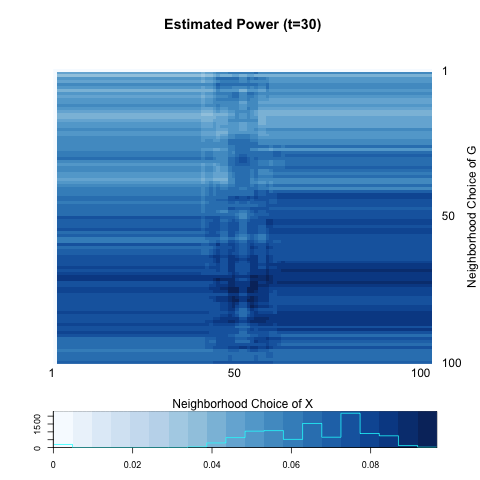 Estimated Power (t=30)
1
50
100
Neighborhood Choice of G
1 50 100
Neighborhood Choice of X
0 1500
0 0.02 0.04 0.06 0.08